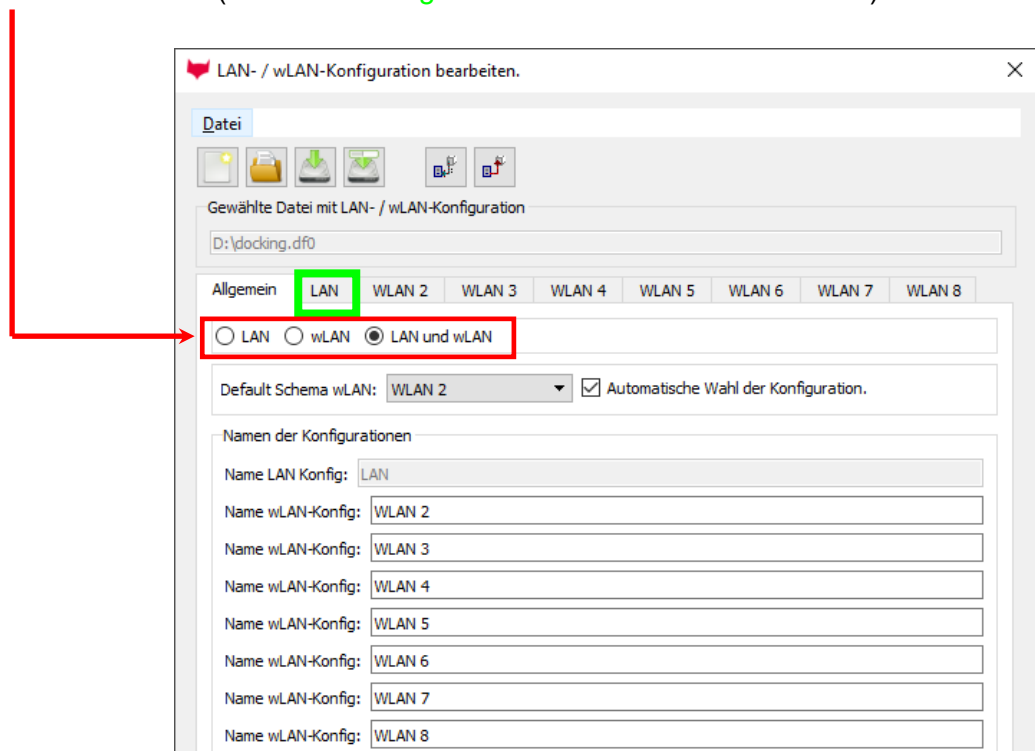 LAN- / wLAN-Konfiguration bearbeiten.
Datei
Gewählte Datei mit LAN- / wLAN-Konfiguration
D:\docking.df0
Allgemein LAN WLAN 2 WLAN 3 WLAN 4 WLAN 5 WLAN 6 WLAN 7 WLAN 8
LAN wLAN LAN und wLAN
Default Schema wLAN: WLAN 2 Automatische Wahl der Konfiguration.
Namen der Konfigurationen
Name LAN Konfig: LAN
Name wLAN-Konfig: WLAN 2
Name wLAN-Konfig: WLAN 3
Name wLAN-Konfig: WLAN 4
Name wLAN-Konfig: WLAN 5
Name wLAN-Konfig: WLAN 6
Name wLAN-Konfig: WLAN 7
Name wLAN-Konfig: WLAN 8